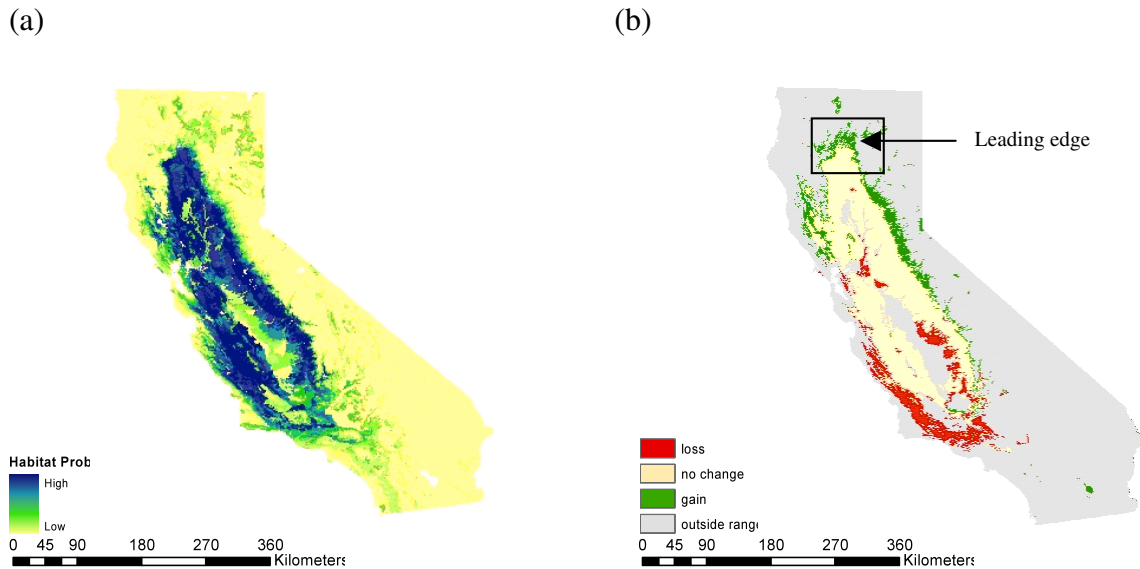 (a)
(b)
Leading edge
Habitat Prob
High
Low
0 45 90 180 270 360
Kilometers
loss
no change
gain
outside range
0 45 90 180 270 360
Kilometers